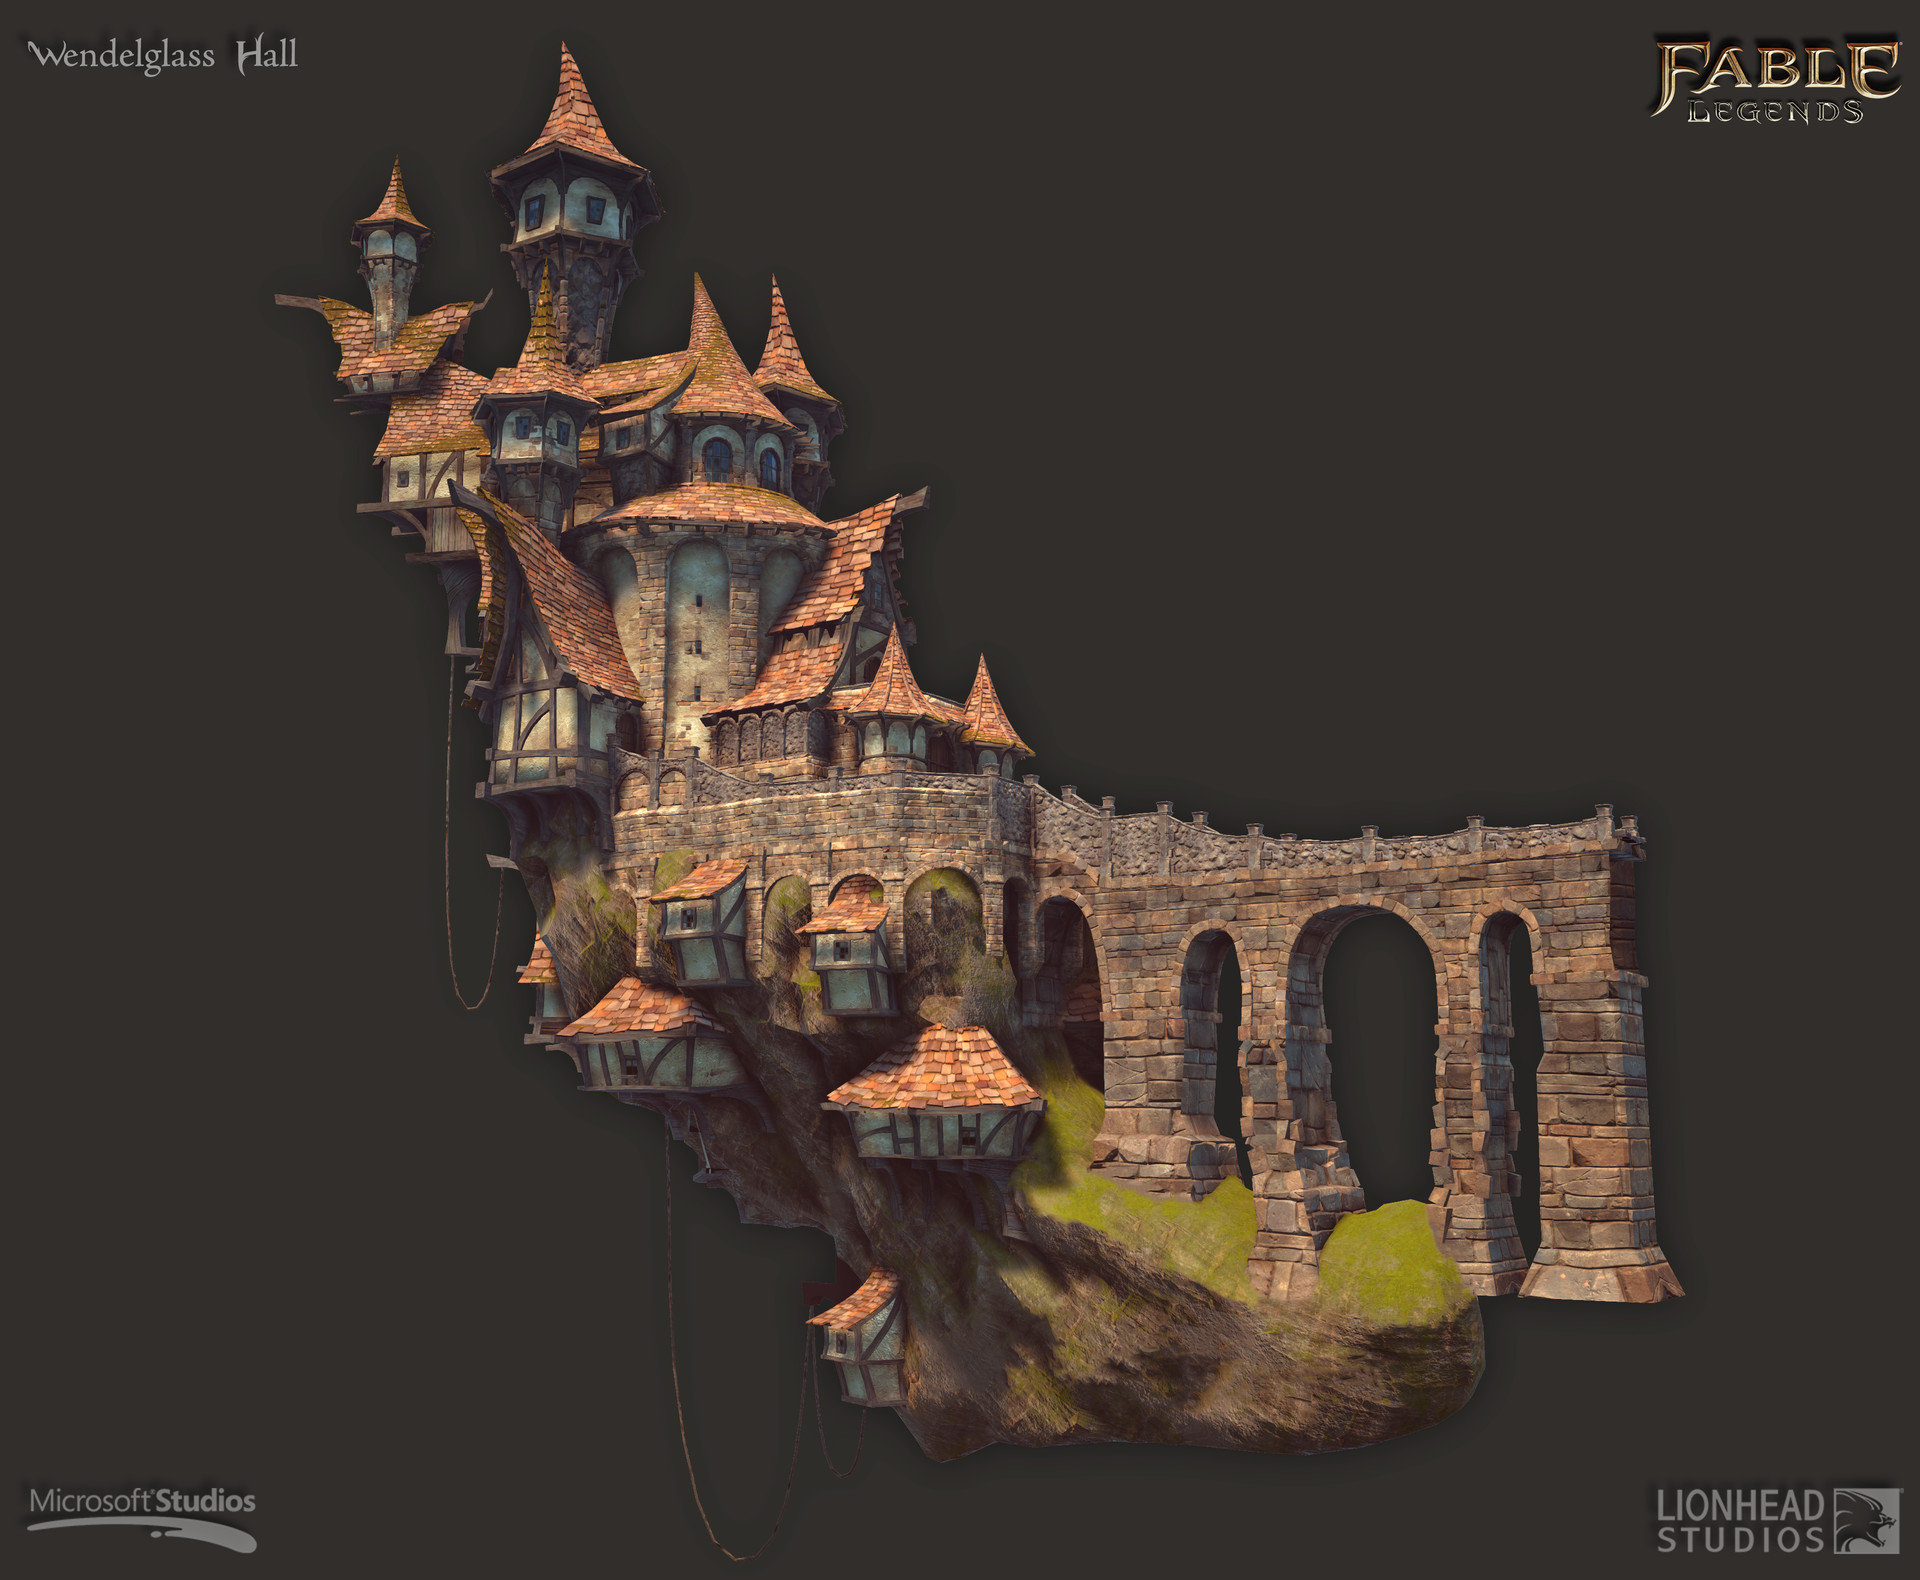 Wendelglass Hall
FABLE
LEGENDS
Microsoft Studios
LIONHEAD
STUDIOS